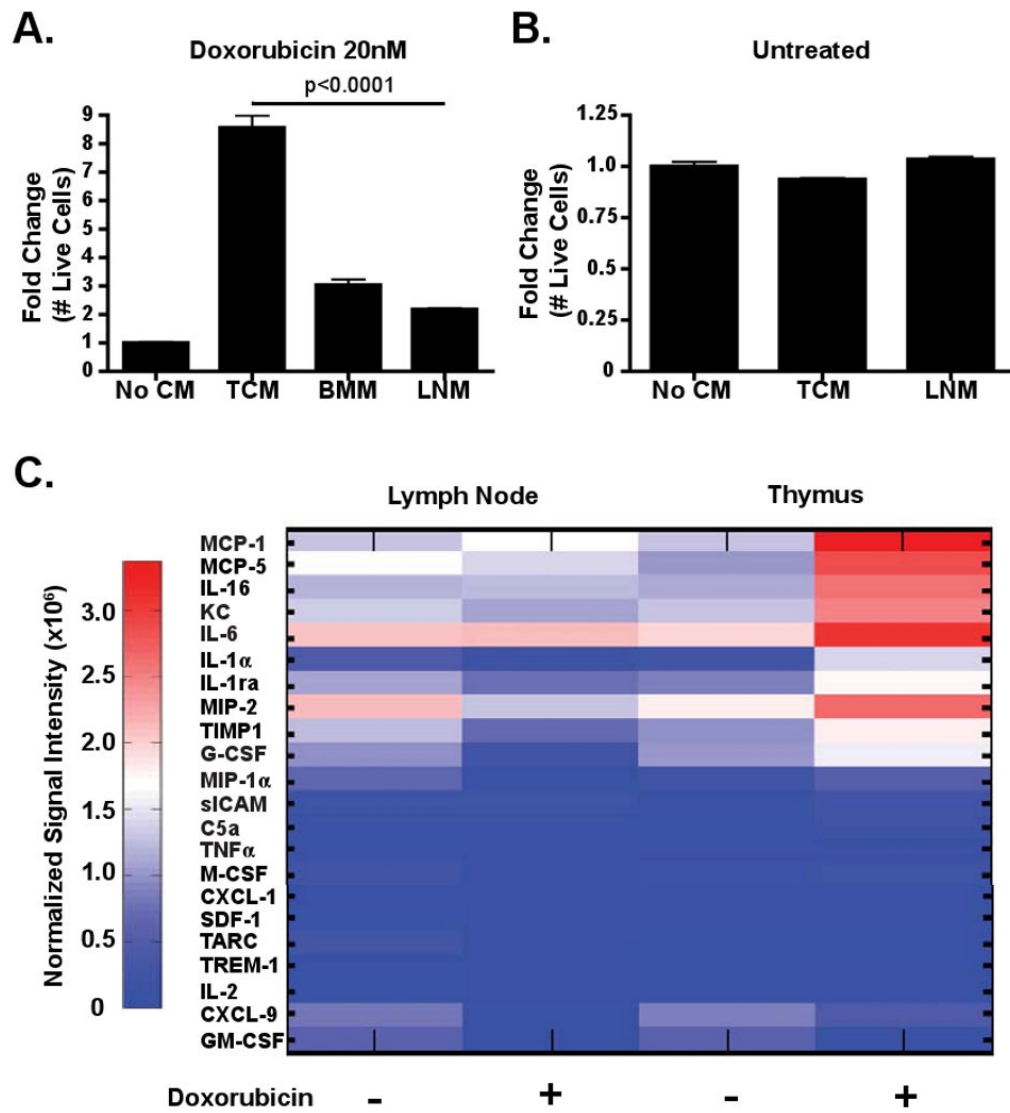 A.
Doxorubicin 20nM
p<0.0001
9
8
7
6
5
4
3
2
1
0
Fold Change
(# Live Cells)
No CM TCM BMM LNM
B.
Untreated
1.25
1.0
0.75
0.5
0.25
0
Fold Change
(# Live Cells)
No CM TCM LNM
C.
Lymph Node Thymus
Normalized Signal Intensity (x10⁶)
3.0
2.5
2.0
1.5
1.0
0.5
0
MCP-1
MCP-5
IL-16
KC
IL-6
IL-1α
IL-1ra
MIP-2
TIMP1
G-CSF
MIP-1α
sICAM
C5a
TNFα
M-CSF
CXCL-1
SDF-1
TARC
TREM-1
IL-2
CXCL-9
GM-CSF
Doxorubicin - + - +